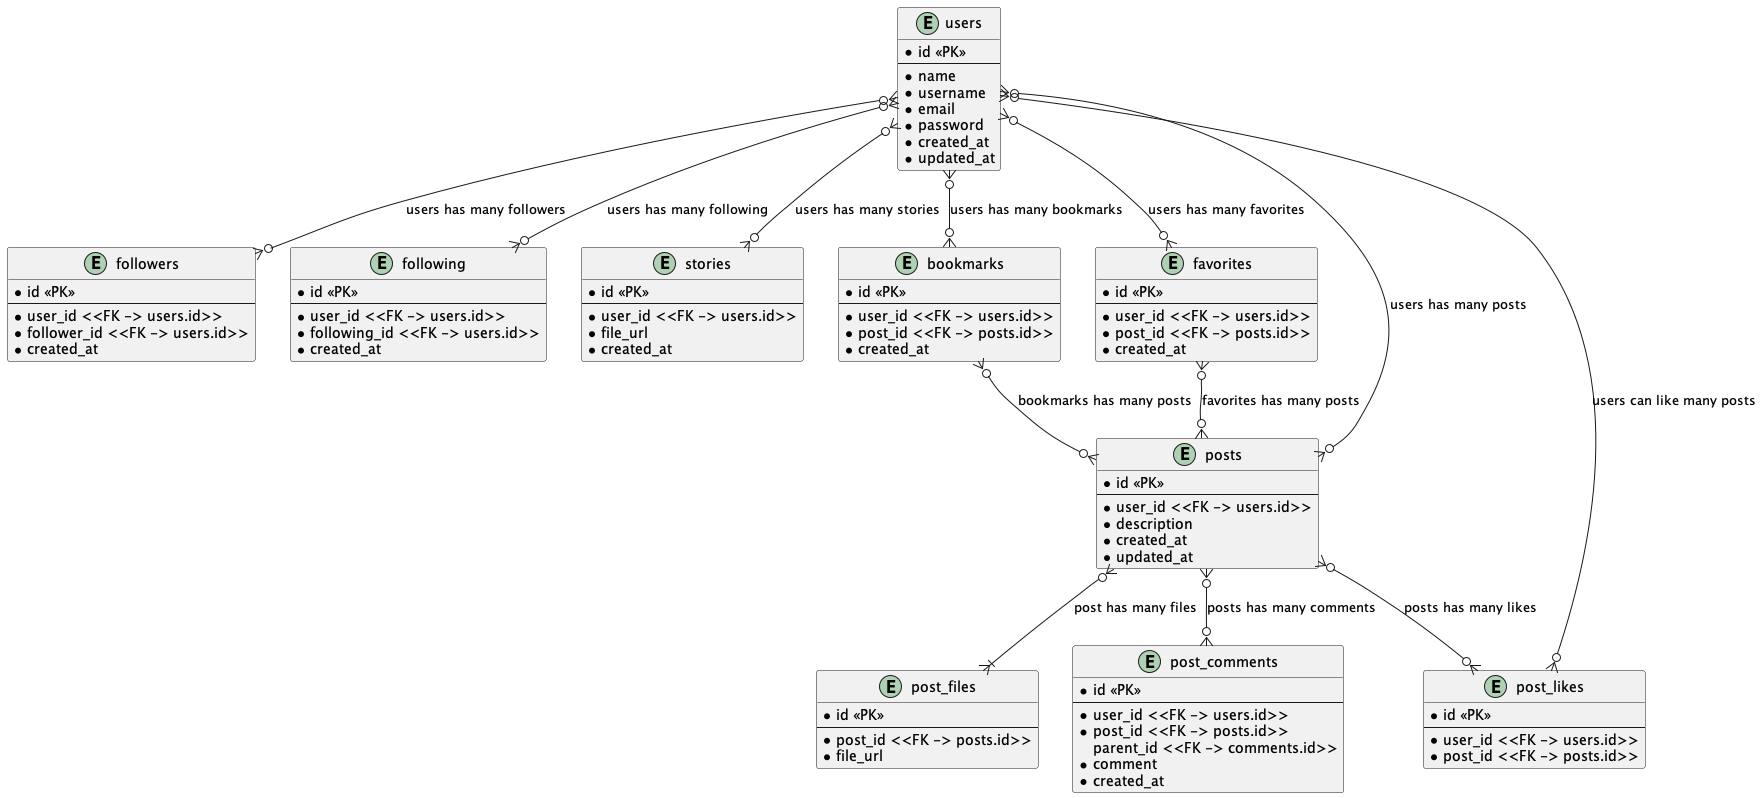 E users
* id «PK»
* name
* username
* email
* password
* created_at
* updated_at
users has many followers
users has many following
users has many stories
users has many bookmarks
users has many favorites
E followers
* id «PK»
* user_id <<FK -> users.id>>
* follower_id <<FK -> users.id>>
* created_at
E following
* id «PK»
* user_id <<FK -> users.id>>
* following_id <<FK -> users.id>>
* created_at
E stories
* id «PK»
* user_id <<FK -> users.id>>
* file_url
* created_at
E bookmarks
* id «PK»
* user_id <<FK -> users.id>>
* post_id <<FK -> posts.id>>
* created_at
E favorites
* id «PK»
* user_id <<FK -> users.id>>
* post_id <<FK -> posts.id>>
* created_at
users has many posts
bookmarks has many posts
favorites has many posts
users can like many posts
E posts
* id «PK»
* user_id <<FK -> users.id>>
* description
* created_at
* updated_at
post has many files
posts has many comments
posts has many likes
E post_files
* id «PK»
* post_id <<FK -> posts.id>>
* file_url
E post_comments
* id «PK»
* user_id <<FK -> users.id>>
* post_id <<FK -> posts.id>>
parent_id <<FK -> comments.id>>
* comment
* created_at
E post_likes
* id «PK»
* user_id <<FK -> users.id>>
* post_id <<FK -> posts.id>>